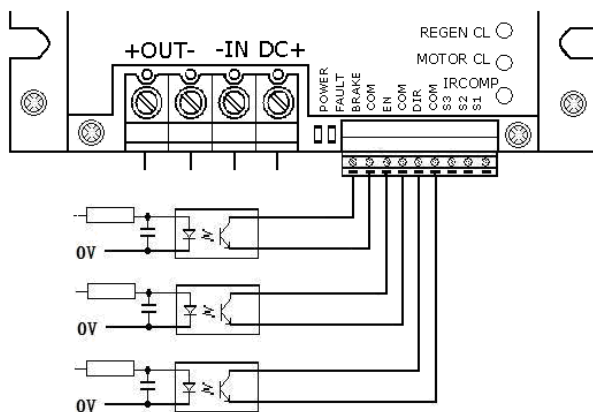 REGEN CL
+OUT- -IN DC+
MOTOR CL
IRCOMP
POWER
FAULT
BRAKE
COM
EN
COM
DIR
COM
S3
S2
S1
0V
0V
0V